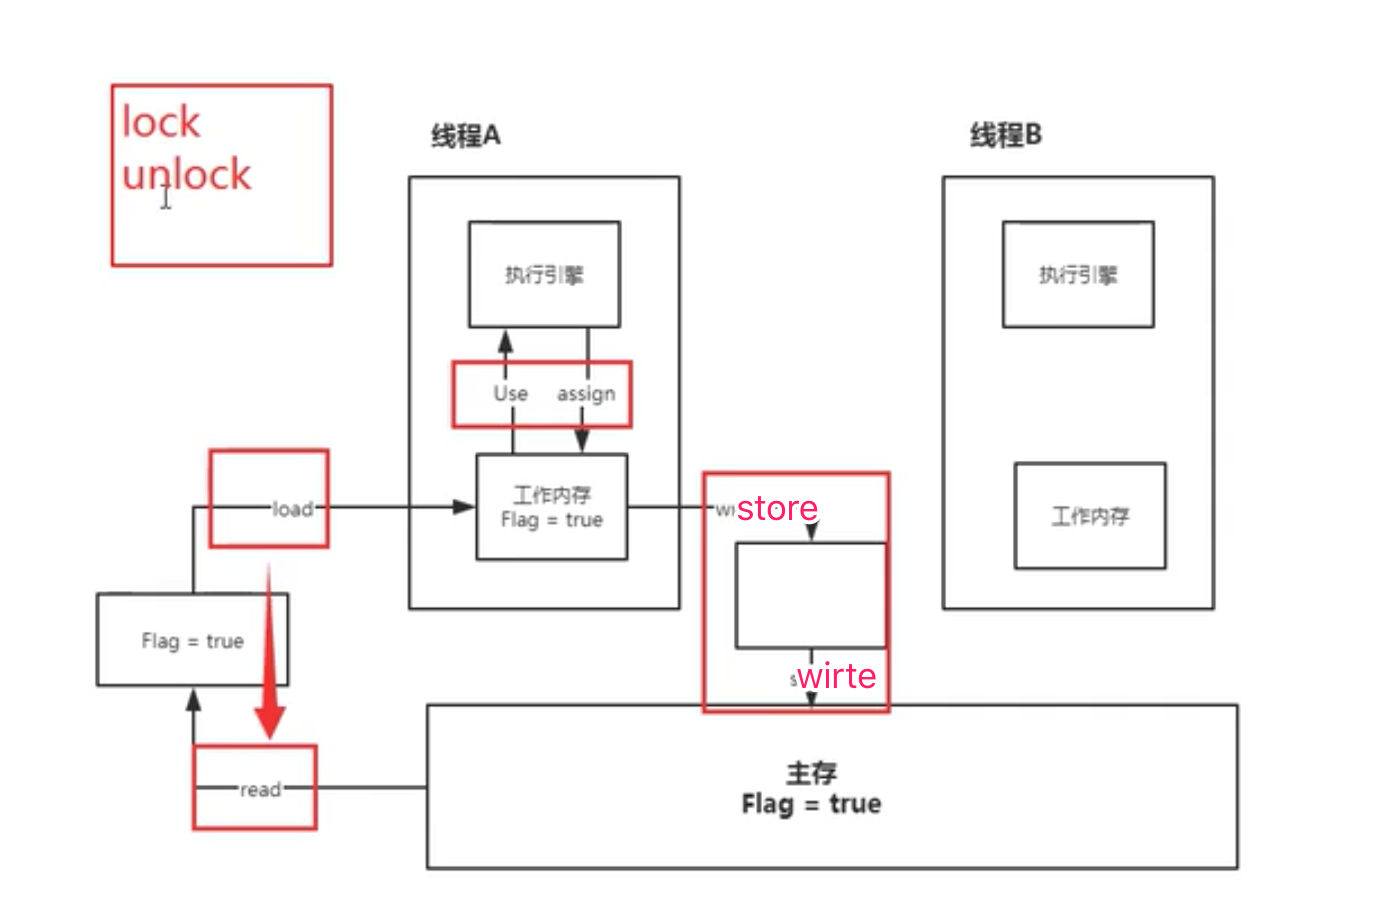 lock
unlock
线程A
线程B
执行引擎
执行引擎
Use
assign
load
工作内存
Flag = true
store
工作内存
Flag = true
wirte
read
主存
Flag = true